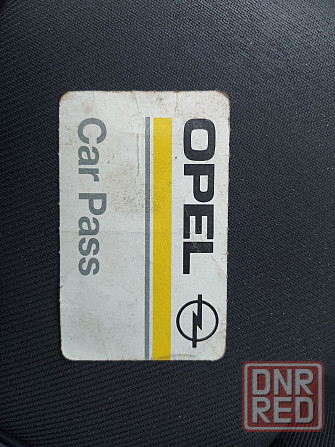 OPEL
Car Pass
DNR
RED